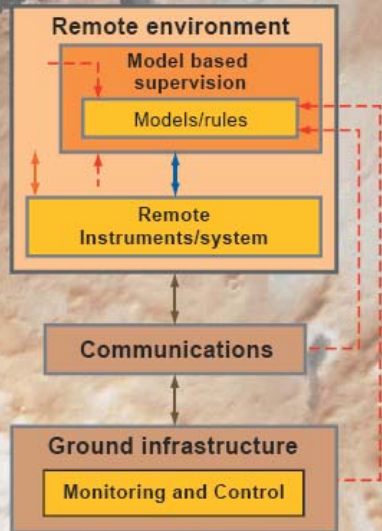 Remote environment
Model based
supervision
Models/rules
Remote
Instruments/system
Communications
Ground infrastructure
Monitoring and Control